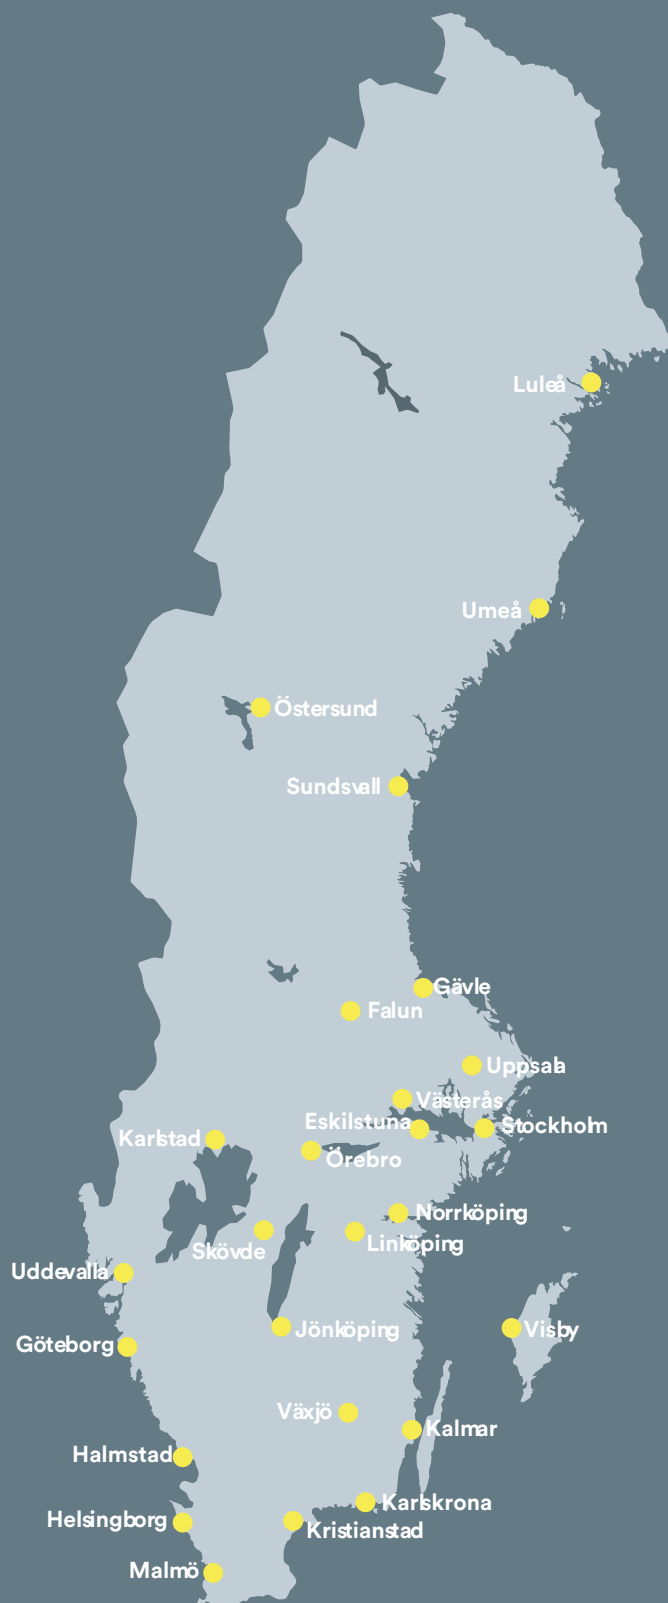 Luleå
Umeå
Östersund
Sundsvall
Gävle
Falun
Uppsala
Västerås
Eskilstuna
Stockholm
Karlstad
Örebro
Norrköping
Linköping
Skövde
Uddevalla
Jönköping
Visby
Göteborg
Växjö
Kalmar
Halmstad
Karlskrona
Helsingborg
Kristianstad
Malmö